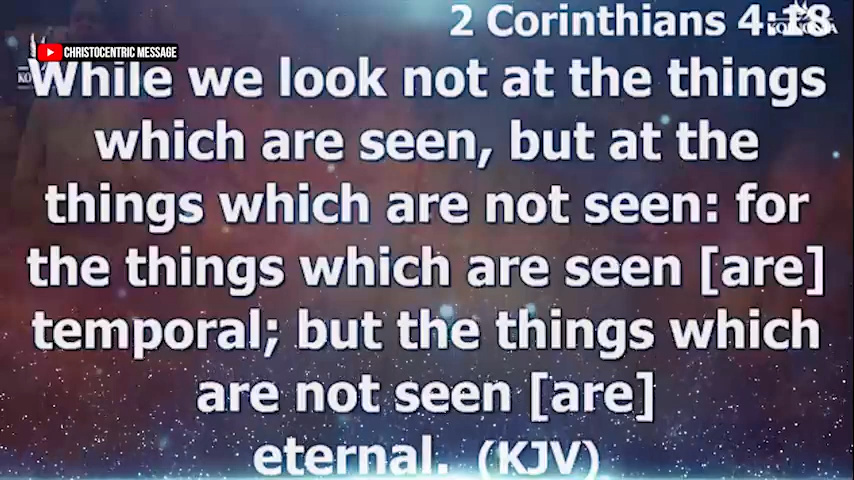 2 Corinthians 4:18
KOINONIA
CHRISTOCENTRIC MESSAGE
While we look not at the things
which are seen, but at the
things which are not seen: for
the things which are seen [are]
temporal; but the things which
are not seen [are]
eternal. (KJV)